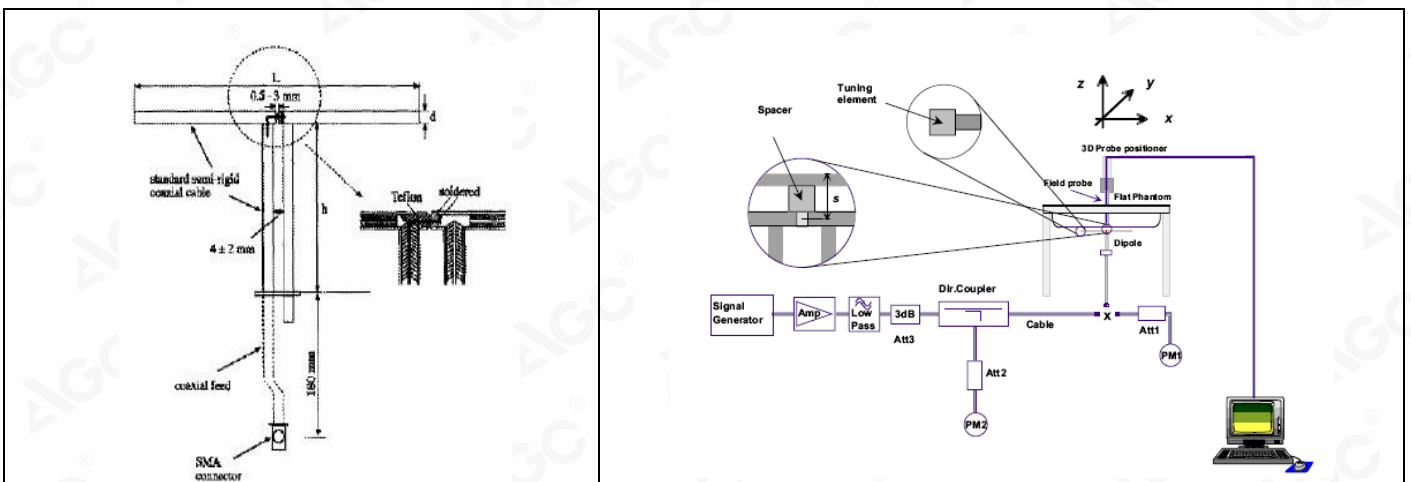 L
0.5 - 3 mm
d
standard semi-rigid
coaxial cable
Teflon
soldered
h
4 ± 2 mm
coaxial feed
180 mm
SMA
connector
Tuning
element
Spacer
s
z
y
x
3D Probe positioner
Field probe
Flat Phantom
Dipole
Signal
Generator
Amp
Low
Pass
3dB
Att3
Dir.Coupler
Cable
X
Att1
PM1
Att2
PM2
AGC
®